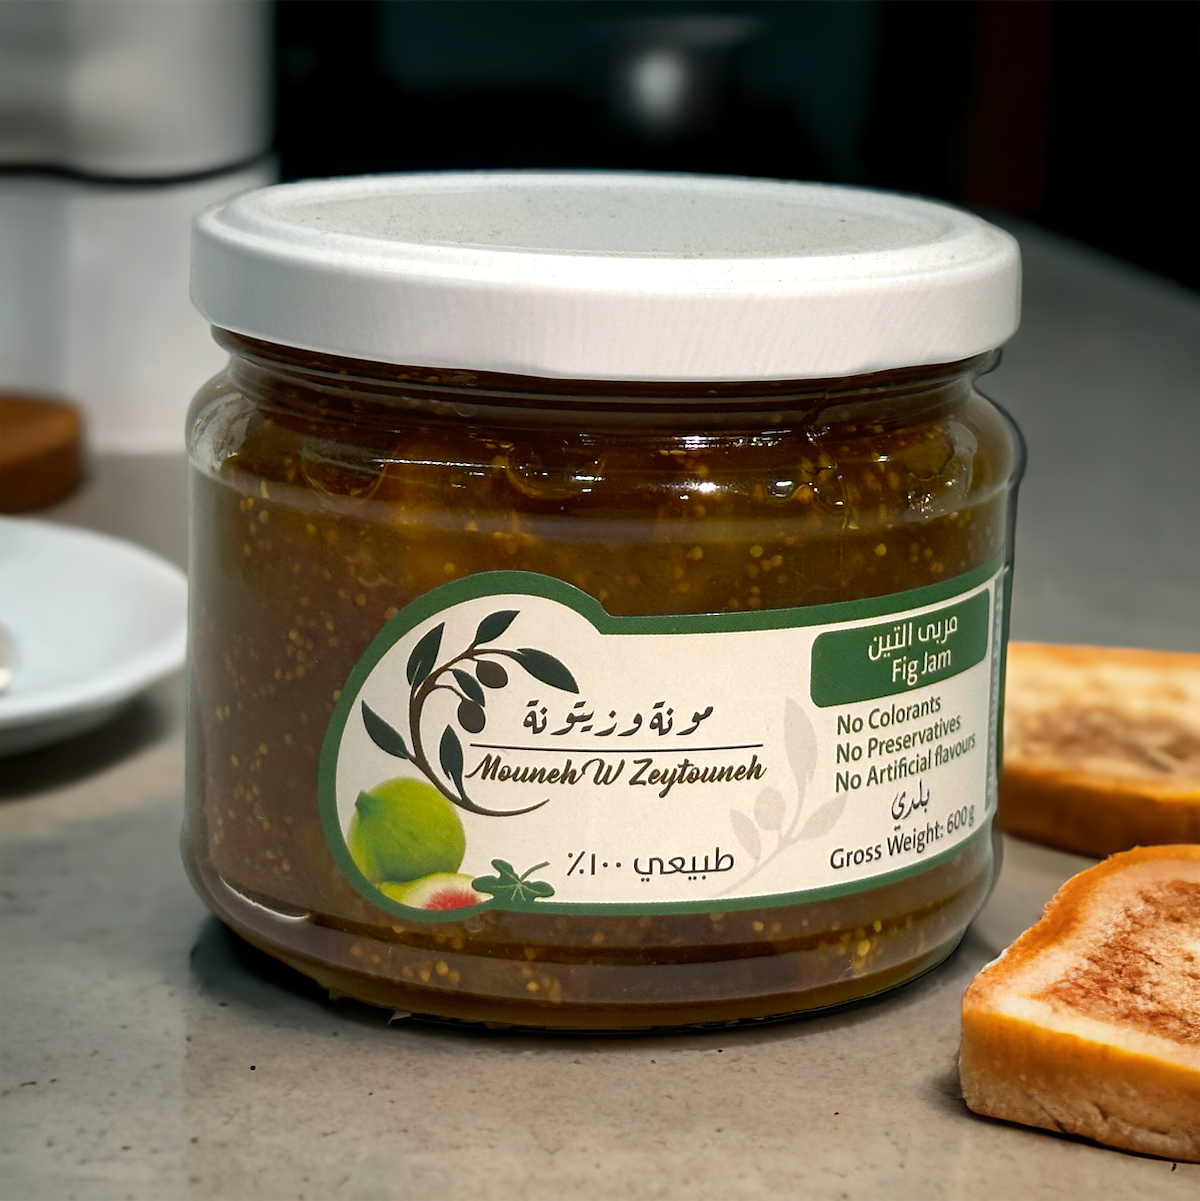 مونة و زيتونة
Mouneh W Zeytouneh
طبيعي ١٠٠٪
مربى التين
Fig Jam
No Colorants
No Preservatives
No Artificial flavours
بلدي
Gross Weight: 600g